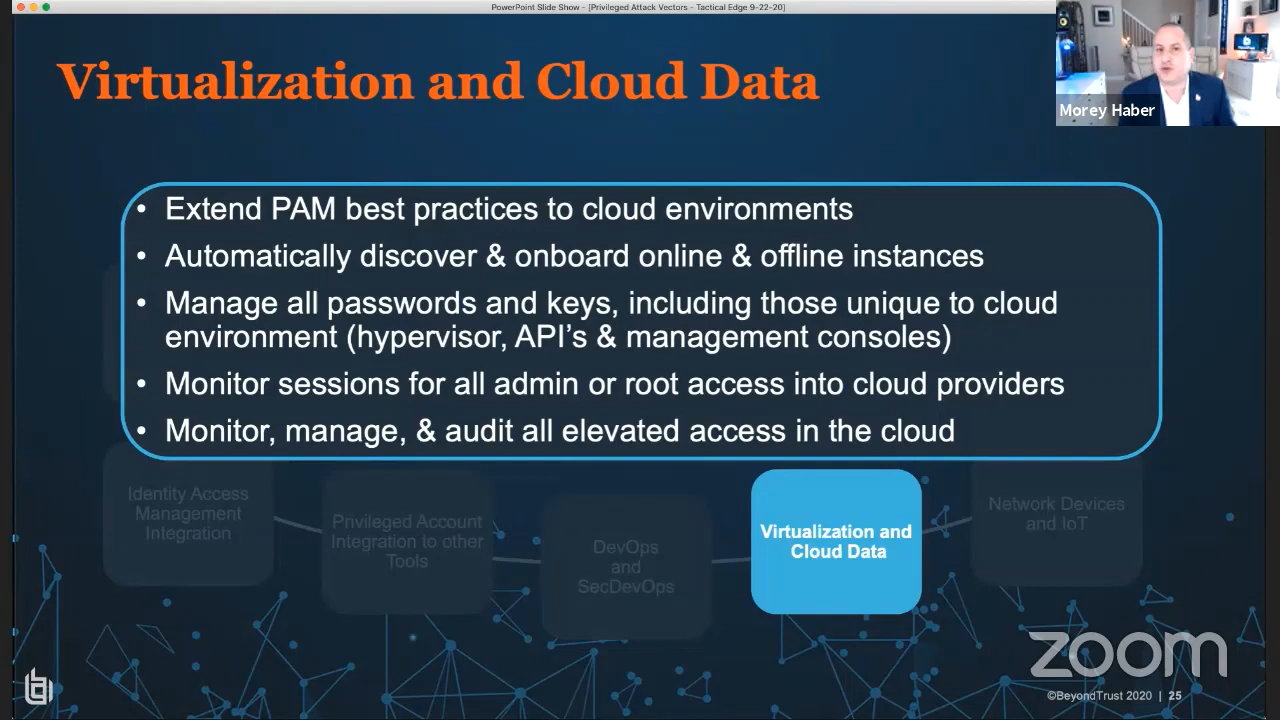 PowerPoint Slide Show - [Privileged Attack Vectors - Tactical Edge 9-22-20]
Morey Haber
Virtualization and Cloud Data
• Extend PAM best practices to cloud environments
• Automatically discover & onboard online & offline instances
• Manage all passwords and keys, including those unique to cloud
environment (hypervisor, API’s & management consoles)
• Monitor sessions for all admin or root access into cloud providers
• Monitor, manage, & audit all elevated access in the cloud
Identity Access
Management
Integration
Privileged Account
Integration to other
Tools
DevOps
and
SecDevOps
Virtualization and
Cloud Data
Network Devices
and IoT
zoom
©BeyondTrust 2020 | 25